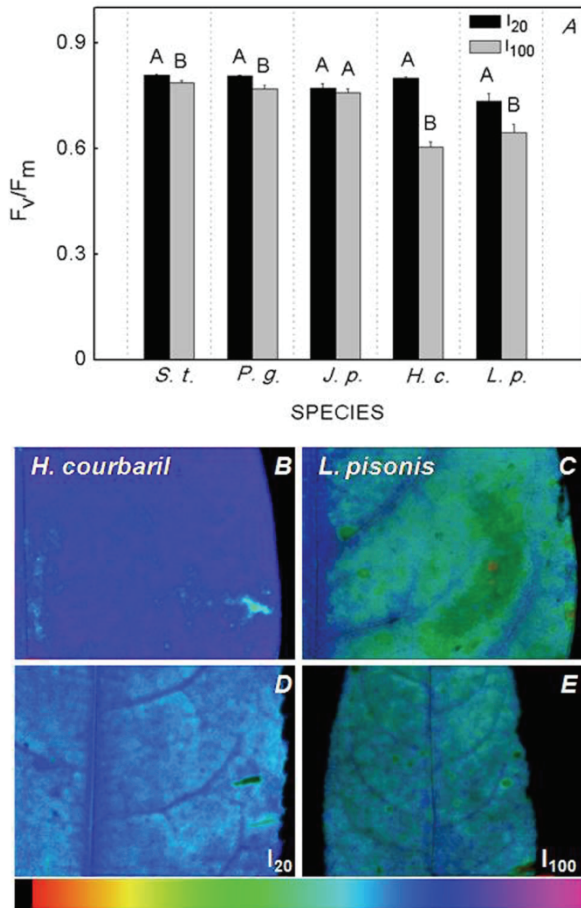 0.9
0.6
0.3
0
Fv/Fm
I20
I100
A
A B
A B
A A
A B
A B
S. t.
P. g.
J. p.
H. c.
L. p.
SPECIES
H. courbaril
B
L. pisonis
C
D
I20
E
I100